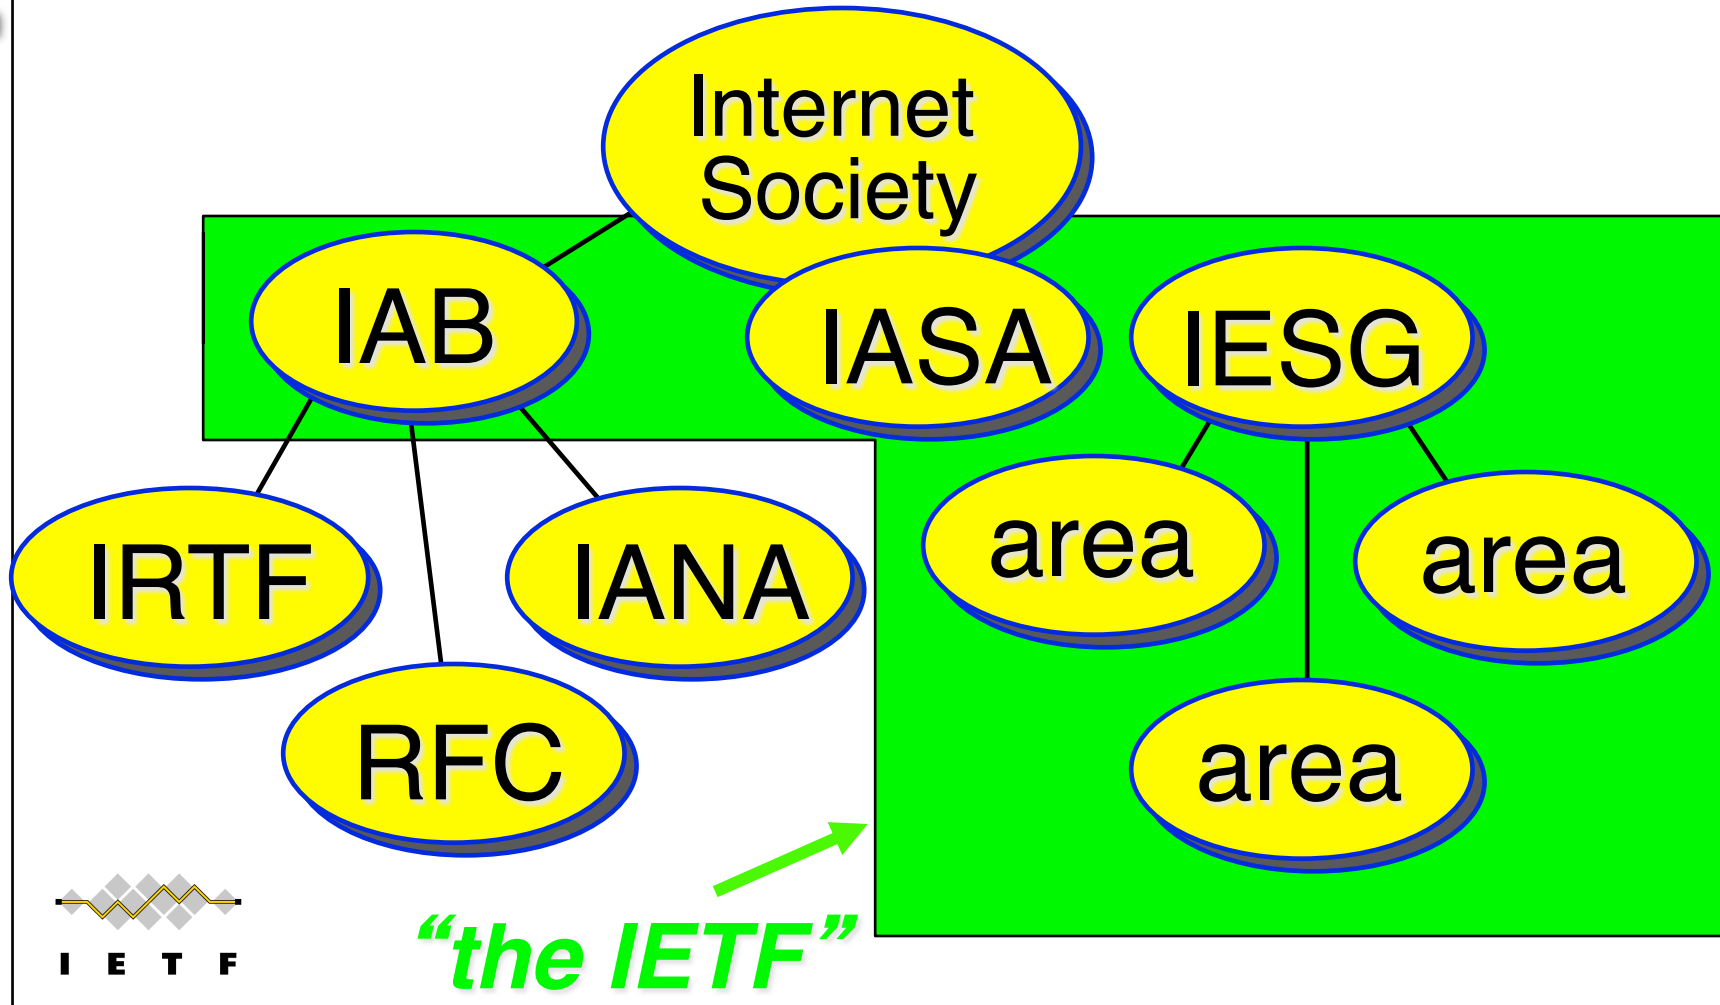 Internet
Society
IAB
IASA
IESG
IRTF
IANA
area
area
RFC
area
“the IETF”
I E T F